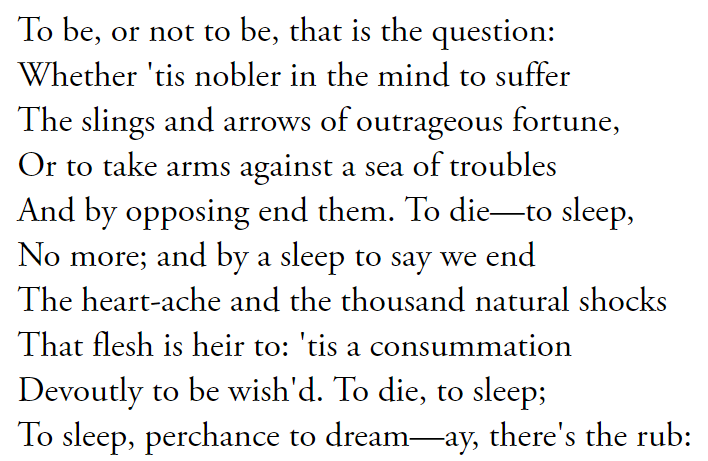 To be, or not to be, that is the question:
Whether 'tis nobler in the mind to suffer
The slings and arrows of outrageous fortune,
Or to take arms against a sea of troubles
And by opposing end them. To die—to sleep,
No more; and by a sleep to say we end
The heart-ache and the thousand natural shocks
That flesh is heir to: 'tis a consummation
Devoutly to be wish'd. To die, to sleep;
To sleep, perchance to dream—ay, there's the rub: